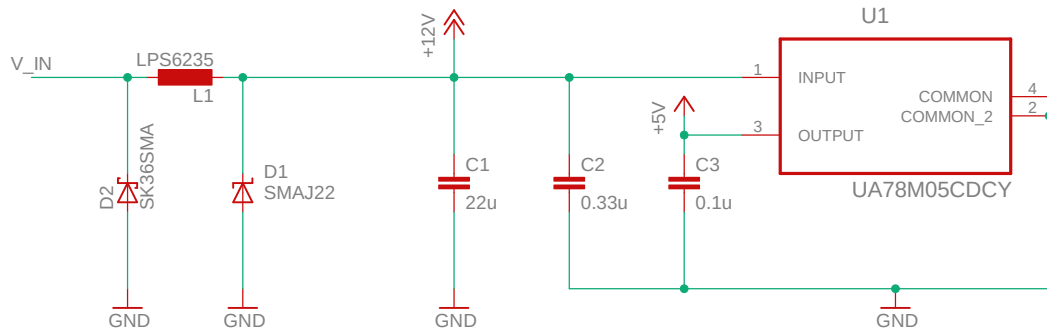 U1
+12V
V_IN
LPS6235
L1
1
INPUT
COMMON
4
COMMON_2
2
+5V
3
OUTPUT
D2
SK36SMA
D1
SMAJ22
C1
22u
C2
0.33u
C3
0.1u
UA78M05CDCY
GND
GND
GND
GND